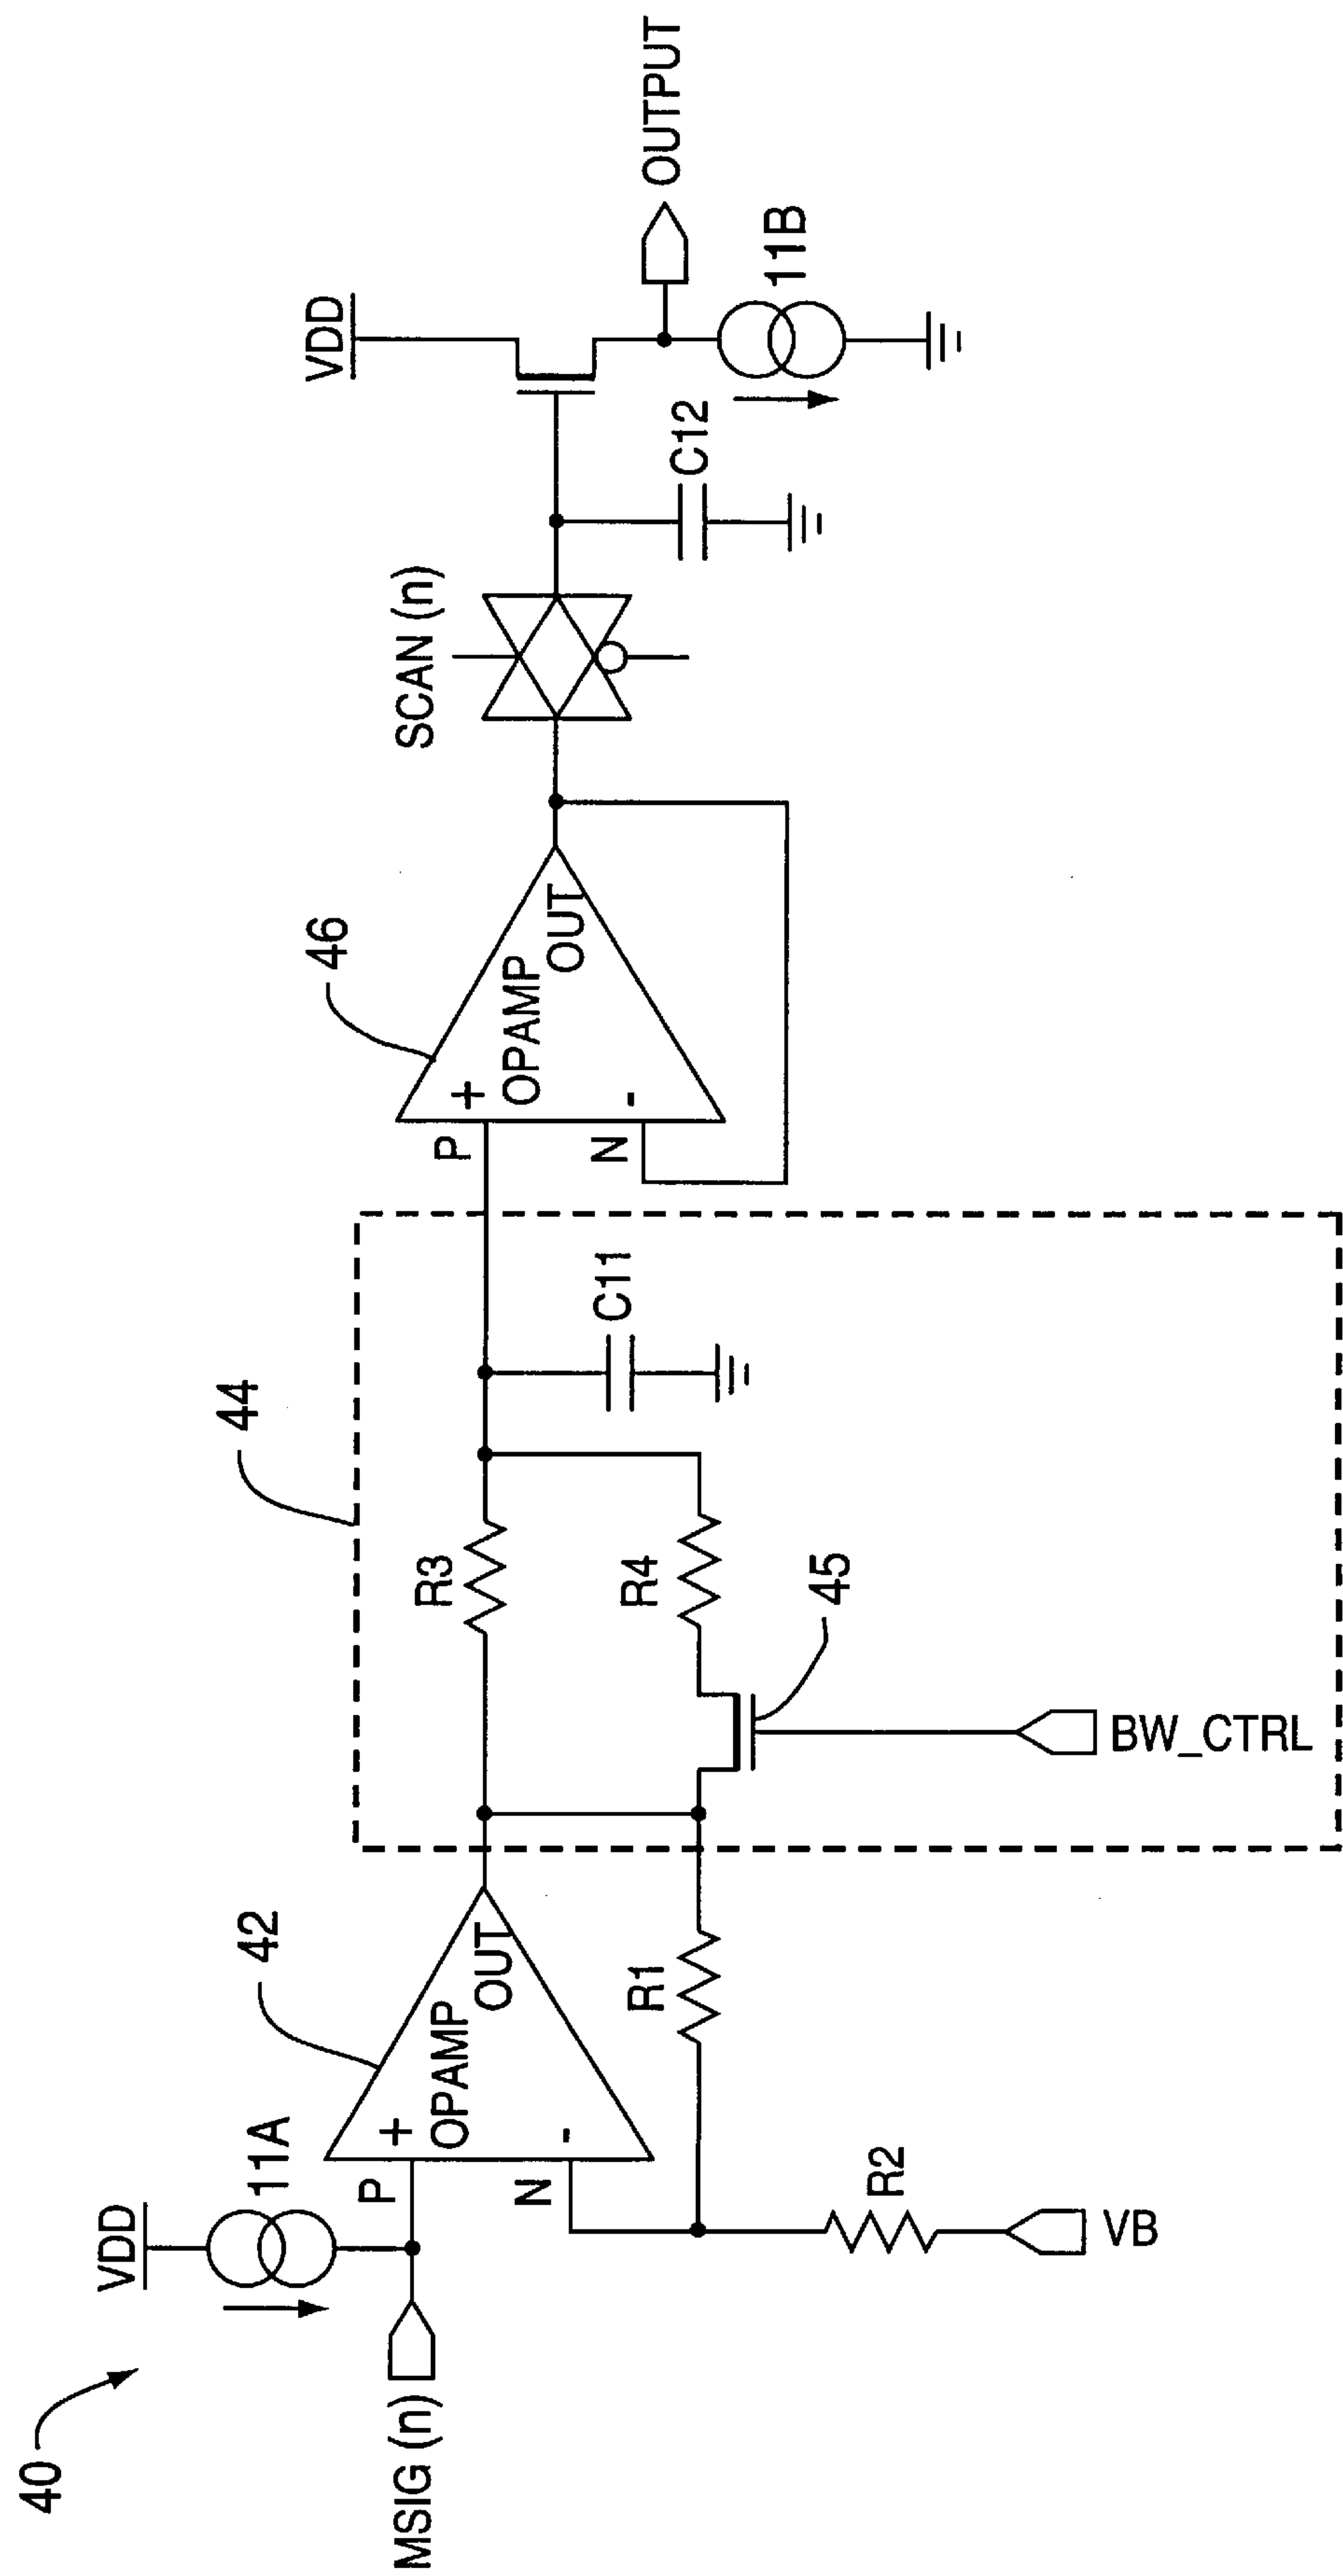 40
MSIG (n)
VDD
11A
P
N
+
-
OPAMP
OUT
42
VB
R2
R1
44
R3
R4
45
BW_CTRL
C11
P
N
+
-
OPAMP
OUT
46
SCAN (n)
C12
VDD
11B
OUTPUT